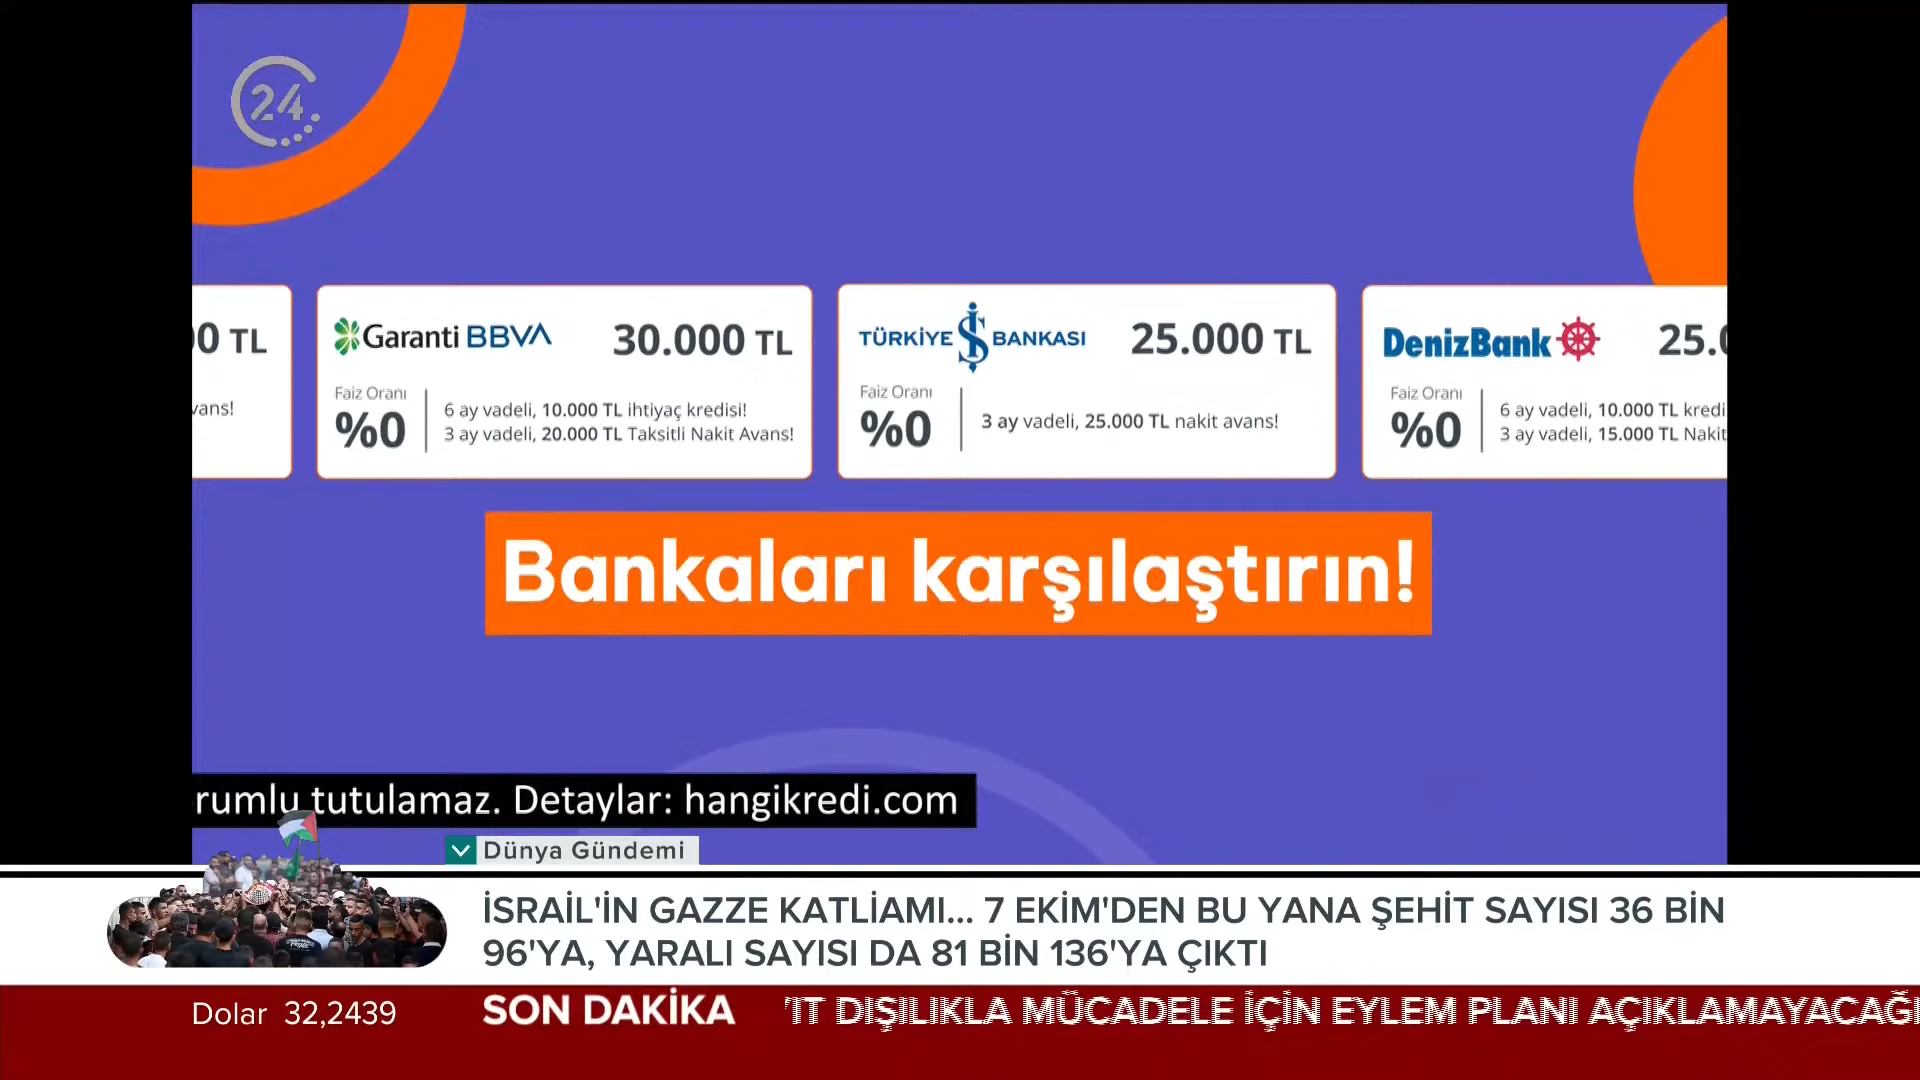 24
0 TL
vans!
Garanti BBVA 30.000 TL
Faiz Oranı
%0
6 ay vadeli, 10.000 TL ihtiyaç kredisi!
3 ay vadeli, 20.000 TL Taksitli Nakit Avans!
TÜRKİYE İŞ BANKASI 25.000 TL
Faiz Oranı
%0
3 ay vadeli, 25.000 TL nakit avans!
DenizBank 25.0
Faiz Oranı
%0
6 ay vadeli, 10.000 TL kredi
3 ay vadeli, 15.000 TL Nakit
Bankaları karşılaştırın!
rumlu tutulamaz. Detaylar: hangikredi.com
Dünya Gündemi
İSRAİL'İN GAZZE KATLİAMI... 7 EKİM'DEN BU YANA ŞEHİT SAYISI 36 BİN
96'YA, YARALI SAYISI DA 81 BİN 136'YA ÇIKTI
Dolar 32,2439
SON DAKİKA
IT DIŞILIKLA MÜCADELE İÇİN EYLEM PLANI AÇIKLAMAYACAĞI